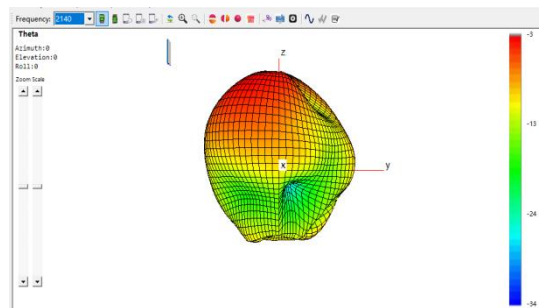 Frequency: 2140
Theta
Azimuth:0
Elevation:0
Roll:0
Zoom Scale
z
y
x
-3
-13
-24
-34